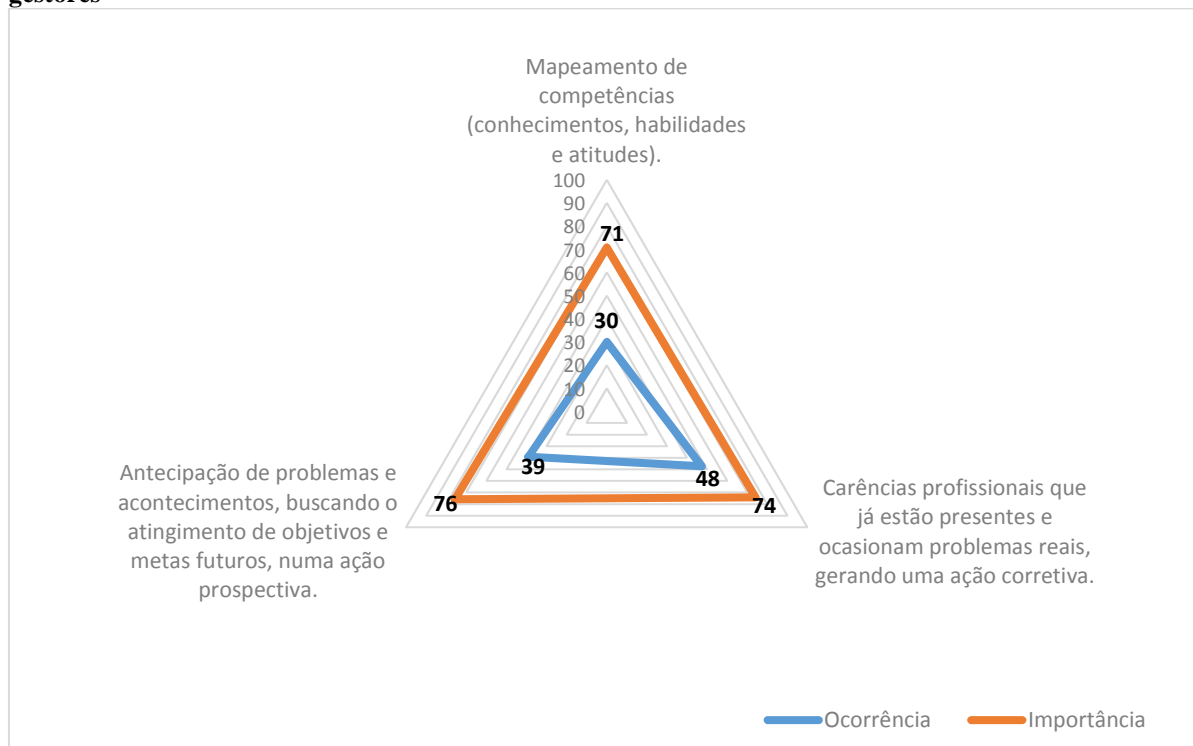 gestores
Mapeamento de
competências
(conhecimentos, habilidades
e atitudes).
100
90
80
70
60
50
40
30
20
10
0
71
30
39
48
76
74
Antecipação de problemas e
acontecimentos, buscando o
atingimento de objetivos e
metas futuros, numa ação
prospectiva.
Carências profissionais que
já estão presentes e
ocasionam problemas reais,
gerando uma ação corretiva.
Ocorrência
Importância